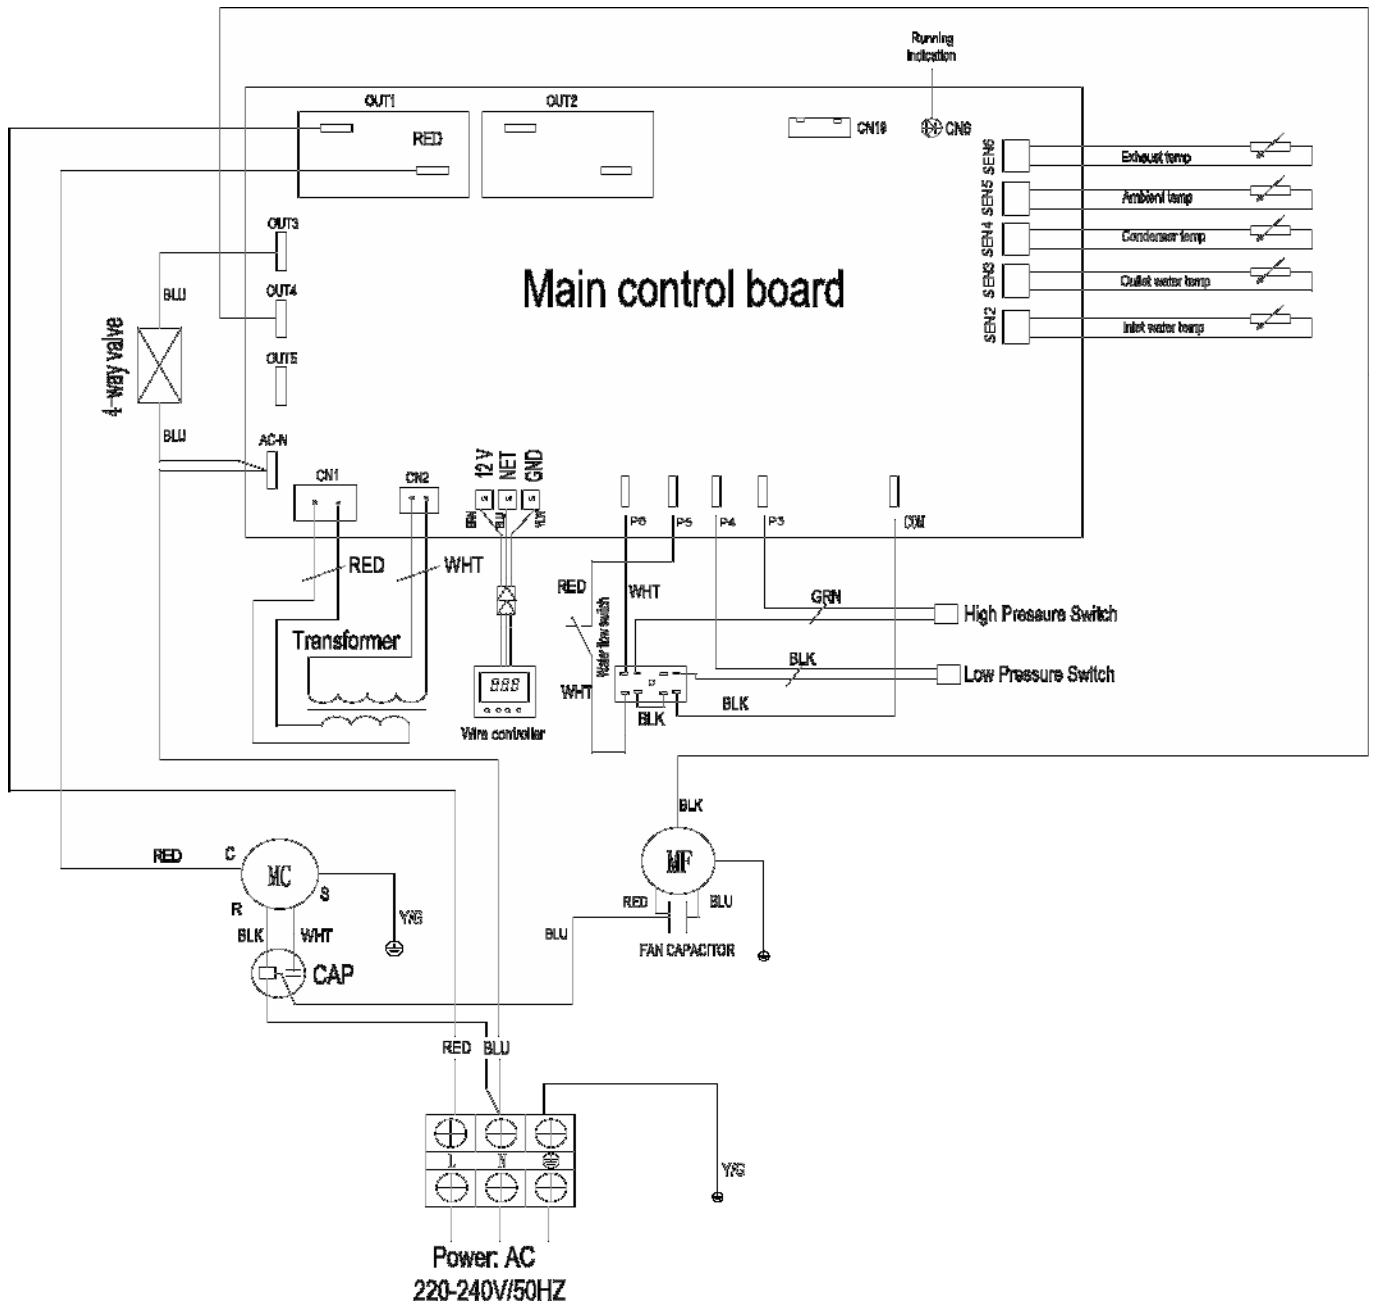 Running
Indication
OUT1
OUT2
RED
CN19
CN6
SEN6
Exhaust temp
SEN5
Ambient temp
SEN4
Condenser temp
SEN3
Outlet water temp
SEN2
Inlet water temp
OUT3
BLU
OUT4
Main control board
4-way valve
OUT5
BLU
AC-N
CN1
CN2
12 V
NET
GND
BRN
BLU
P6
P5
P4
P3
COM
RED
WHT
RED
Water flow switch
WHT
GRN
High Pressure Switch
Transformer
BLK
Low Pressure Switch
WHT
BLK
BLK
888
Wire controller
BLK
RED
C
MC
S
R
MF
Y/G
RED
BLU
BLK
WHT
BLU
FAN CAPACITOR
CAP
RED
BLU
L
N
Y/G
Power: AC
220-240V/50HZ